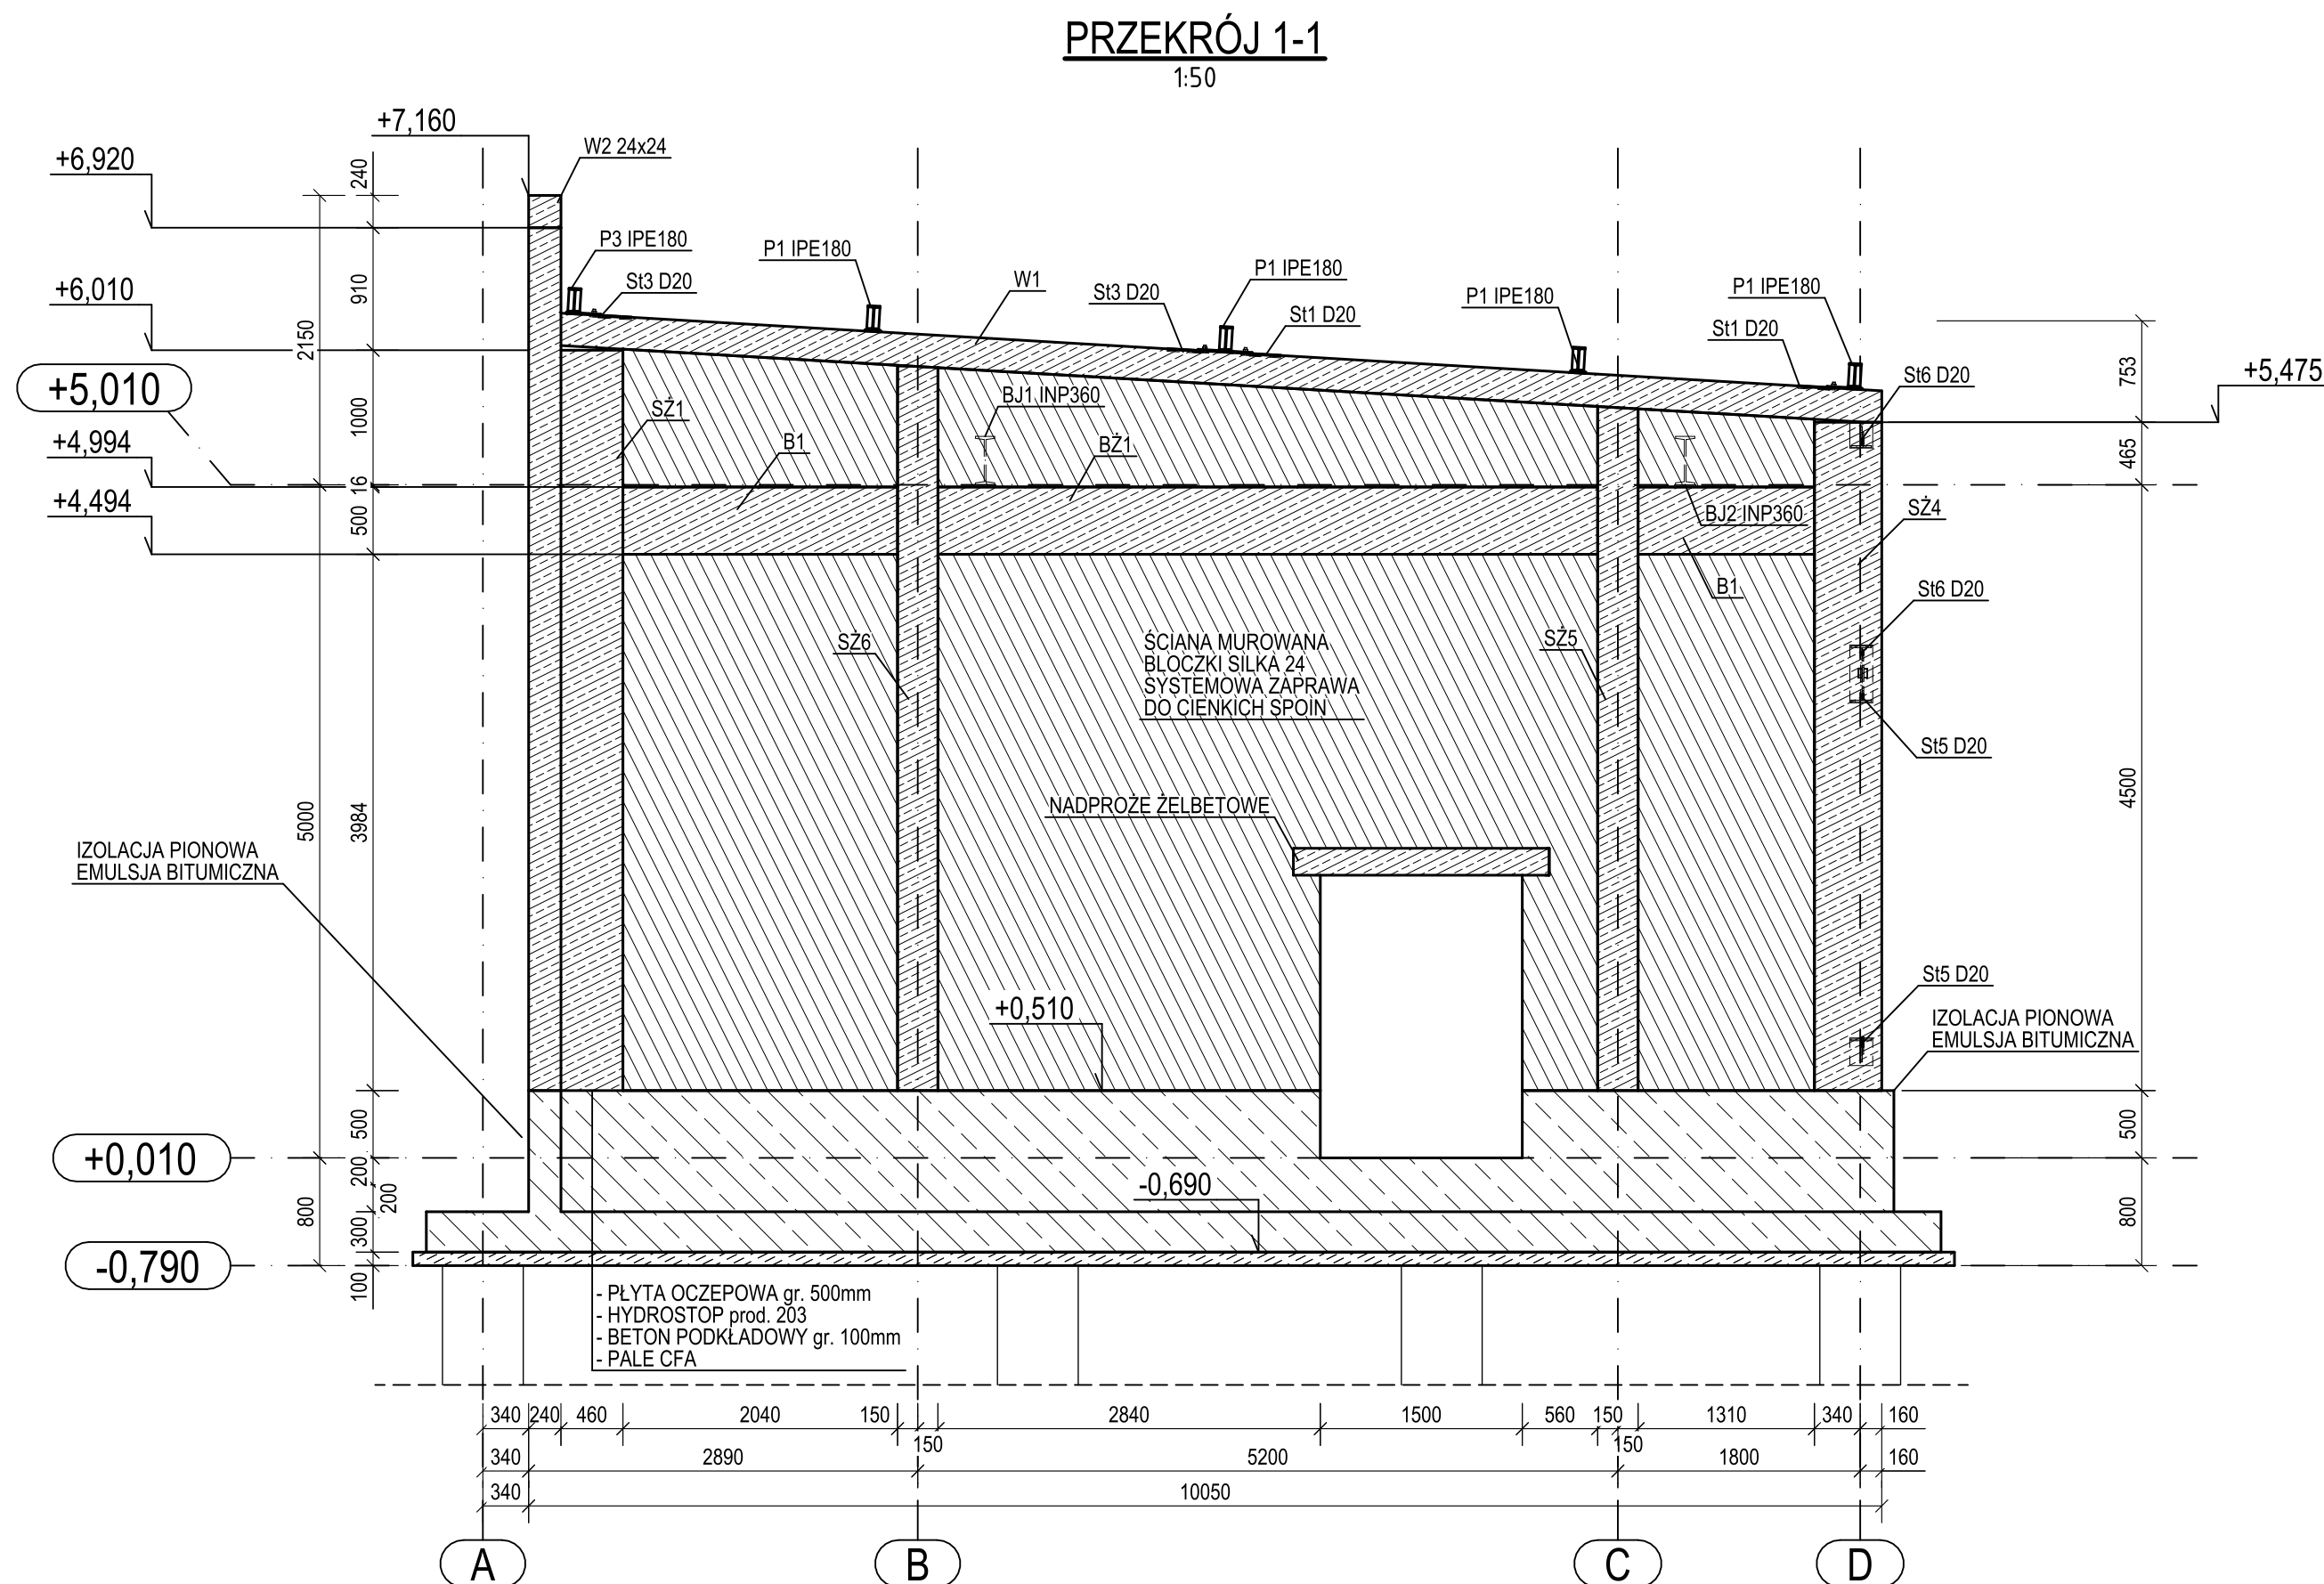 PRZEKRÓJ 1-1
1:50
+7,160
W2 24x24
+6,920
240
P3 IPE180
P1 IPE180
St3 D20
W1
St3 D20
P1 IPE180
St1 D20
P1 IPE180
P1 IPE180
St1 D20
St6 D20
+6,010
910
2150
753
+5,475
+5,010
1000
SŻ1
BJ1 INP360
B1
BŻ1
465
+4,994
16
+4,494
500
BJ2 INP360
SŻ4
B1
St6 D20
SŻ6
ŚCIANA MUROWANA
BLOCZKI SILKA 24
SYSTEMOWA ZAPRAWA
DO CIENKICH SPOIN
SŻ5
St5 D20
5000
3984
4500
NADPROŻE ŻELBETOWE
IZOLACJA PIONOWA
EMULSJA BITUMICZNA
St5 D20
+0,510
IZOLACJA PIONOWA
EMULSJA BITUMICZNA
500
500
+0,010
200
200
-0,690
800
300
800
-0,790
100
- PŁYTA OCZEPOWA gr. 500mm
- HYDROSTOP prod. 203
- BETON PODKŁADOWY gr. 100mm
- PALE CFA
340 240 460 2040 150 2840 1500 560 150 1310 340 160
150 150
340 2890 5200 1800 160
340 10050
A B C D